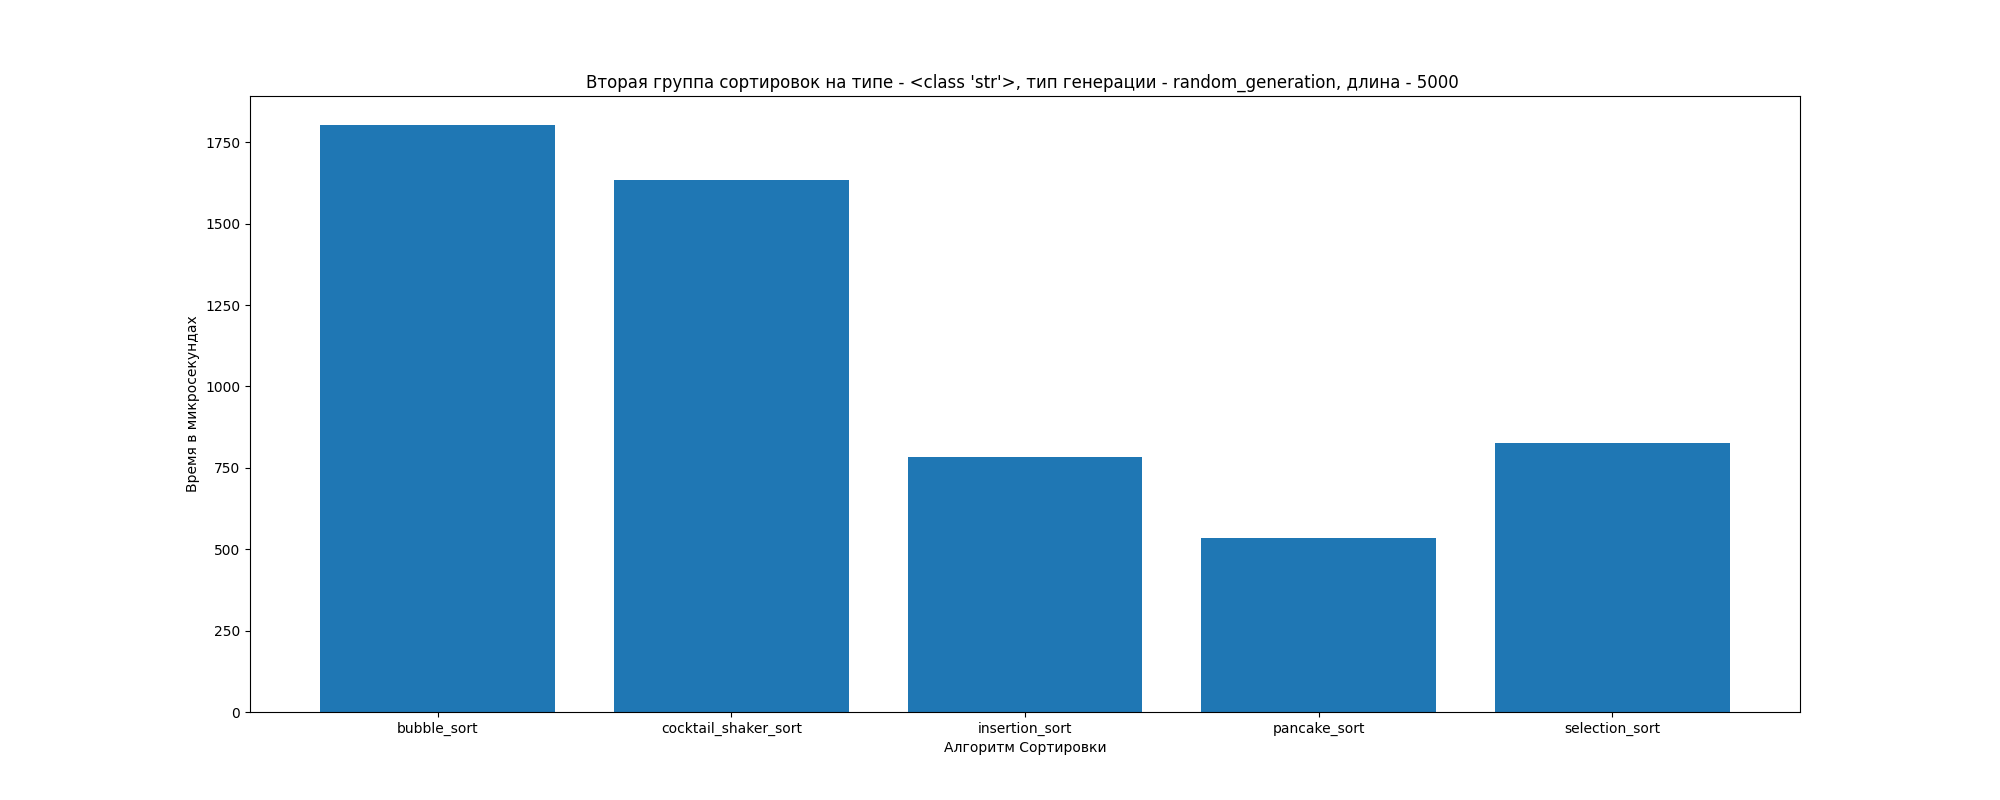 Вторая группа сортировок на типе - <class 'str'>, тип генерации - random_generation, длина - 5000
Время в микросекундах
1750
1500
1250
1000
750
500
250
0
bubble_sort
cocktail_shaker_sort
insertion_sort
pancake_sort
selection_sort
Алгоритм Сортировки